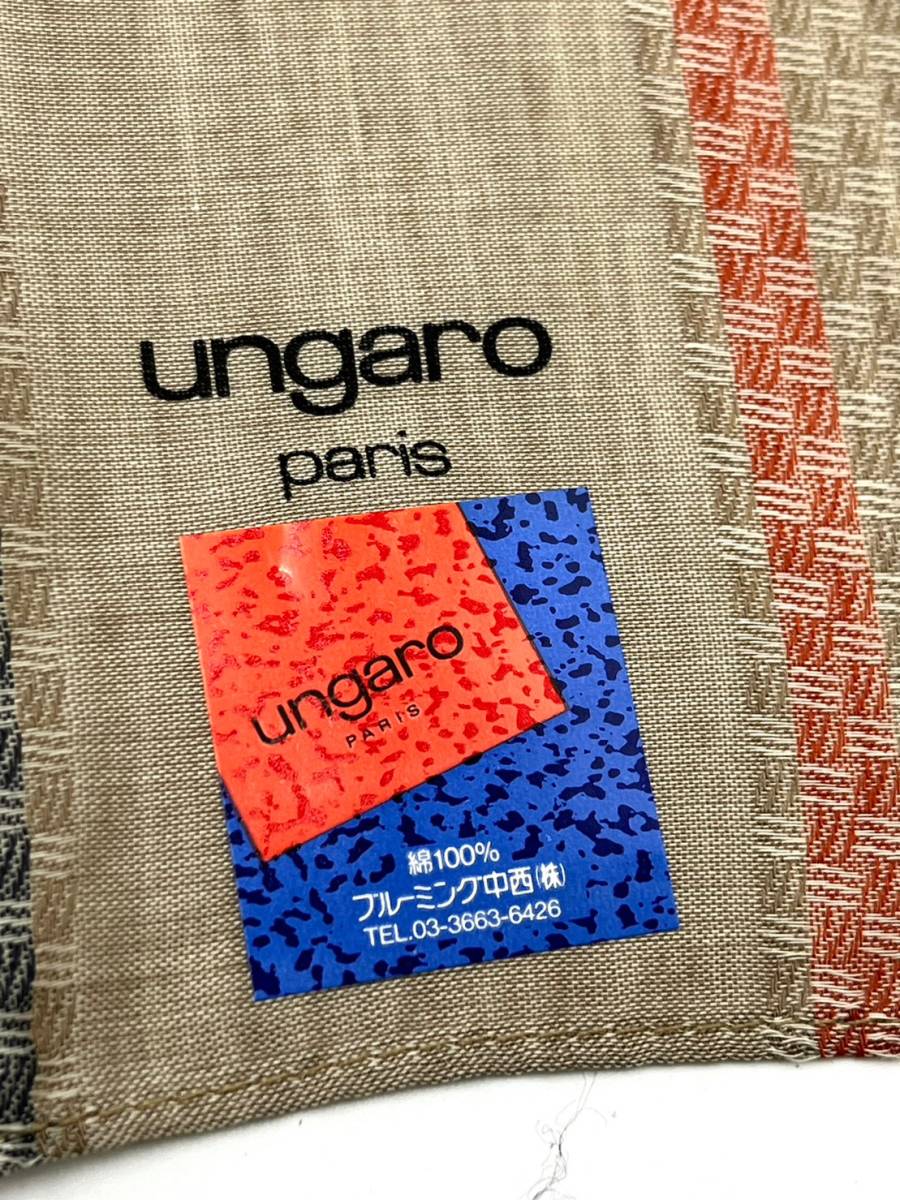 ungaro
paris
ungaro
PARIS
綿100%
ブルーミング中西(株)
TEL.03-3663-6426